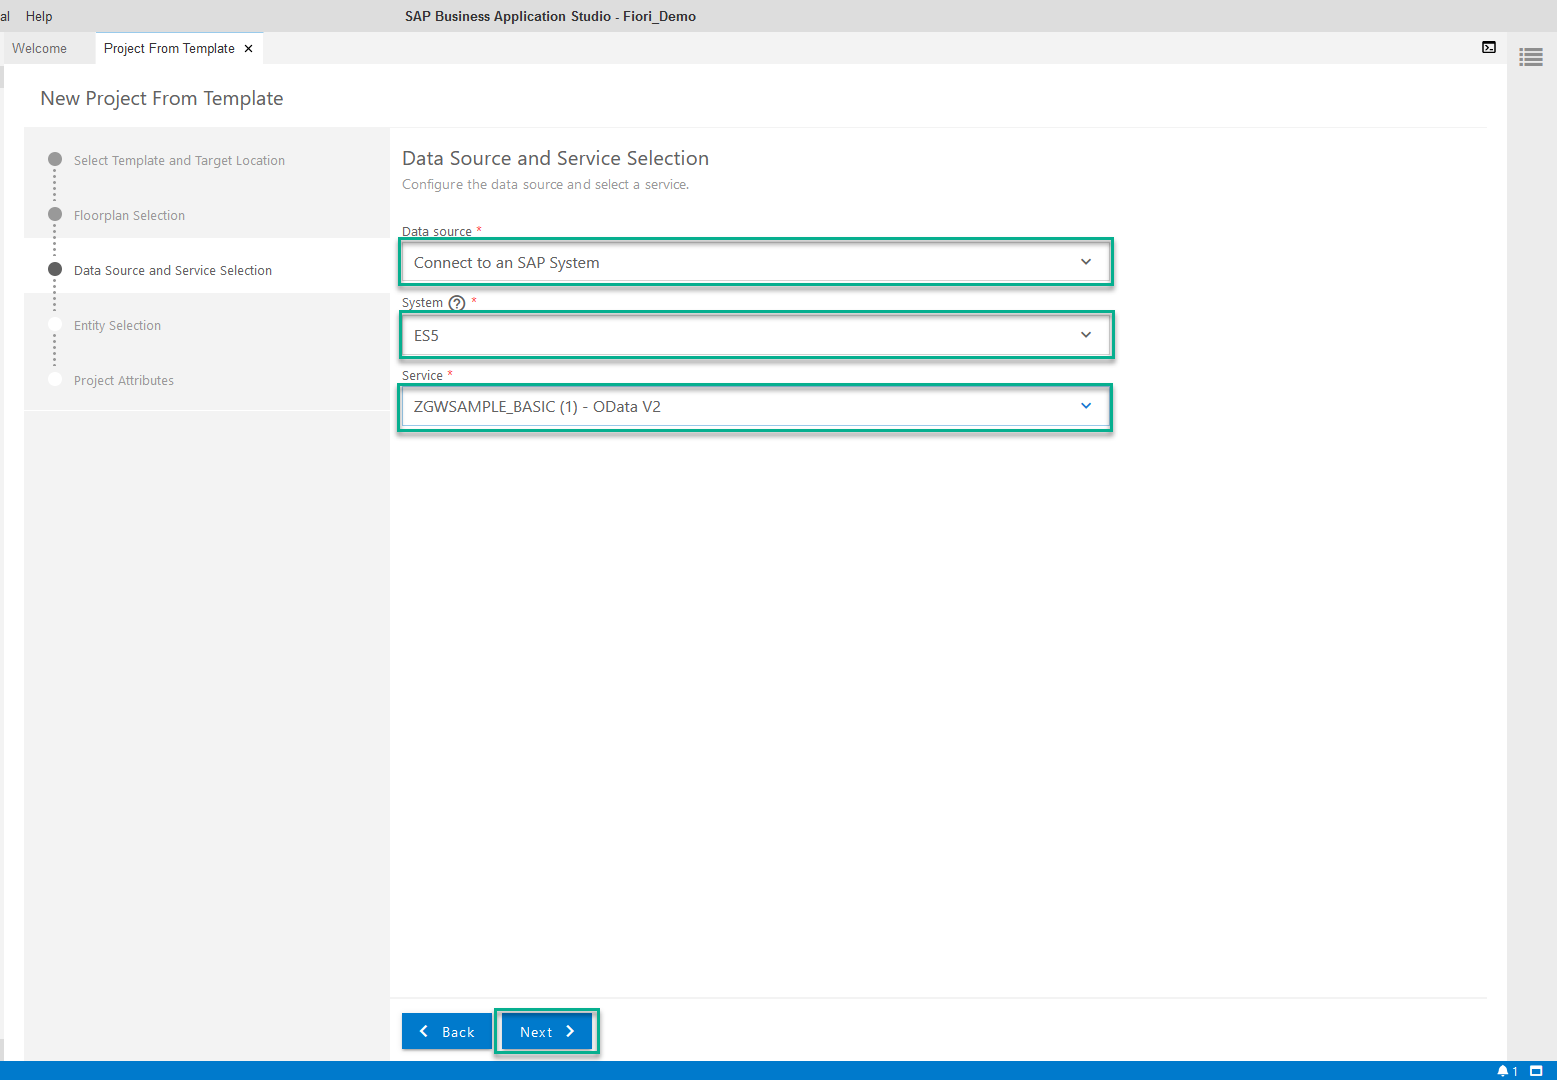 al Help
SAP Business Application Studio - Fiori_Demo
Welcome
Project From Template
New Project From Template
Select Template and Target Location
Floorplan Selection
Data Source and Service Selection
Entity Selection
Project Attributes
Data Source and Service Selection
Configure the data source and select a service.
Data source *
Connect to an SAP System
System ? *
ES5
Service *
ZGWSAMPLE_BASIC (1) - OData V2
Back
Next
1